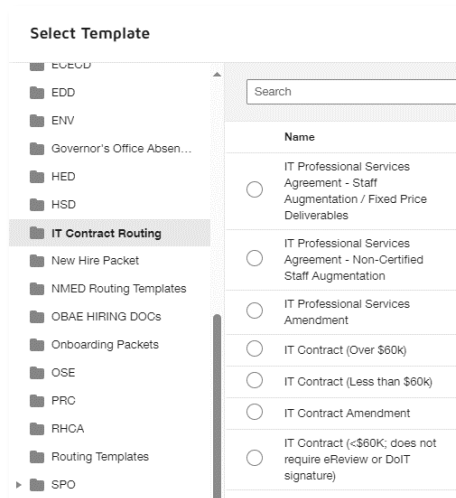 Select Template
ECECD
EDD
ENV
Governor's Office Absen...
HED
HSD
IT Contract Routing
New Hire Packet
NMED Routing Templates
OBAE HIRING DOCs
Onboarding Packets
OSE
PRC
RHCA
Routing Templates
SPO
Search
Name
IT Professional Services
Agreement - Staff
Augmentation / Fixed Price
Deliverables
IT Professional Services
Agreement - Non-Certified
Staff Augmentation
IT Professional Services
Amendment
IT Contract (Over $60k)
IT Contract (Less than $60k)
IT Contract Amendment
IT Contract (<$60K; does not
require eReview or DoIT
signature)